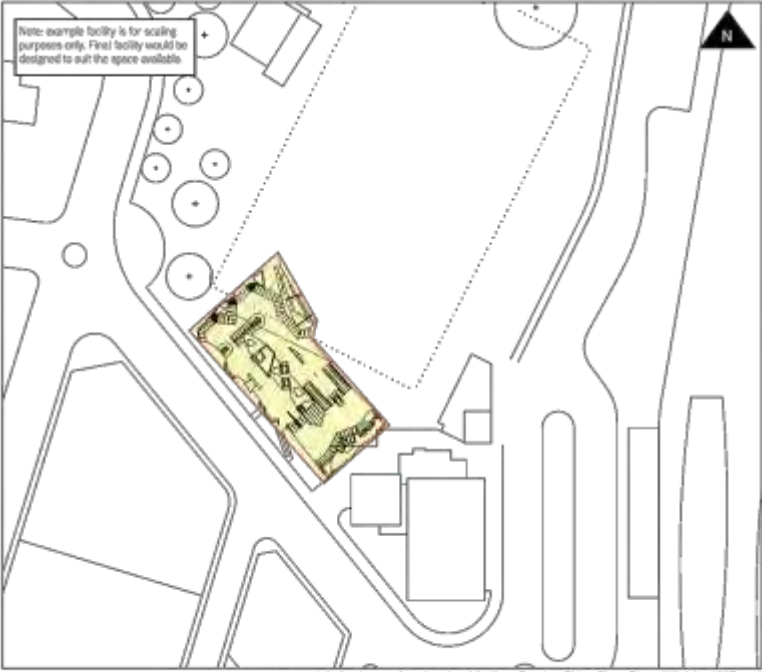 Note: example facility is for scaling
purposes only. Final facility would be
designed to suit the space available.
N